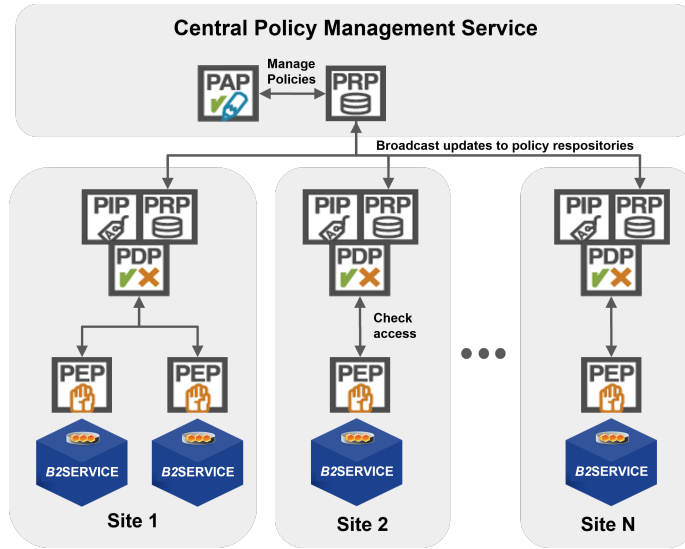 Central Policy Management Service
PAP
Manage
Policies
PRP
Broadcast updates to policy respositories
PIP PRP
PDP
PEP PEP
B2SERVICE B2SERVICE
Site 1
PIP PRP
PDP
Check
access
PEP
B2SERVICE
Site 2
PIP PRP
PDP
PEP
B2SERVICE
Site N